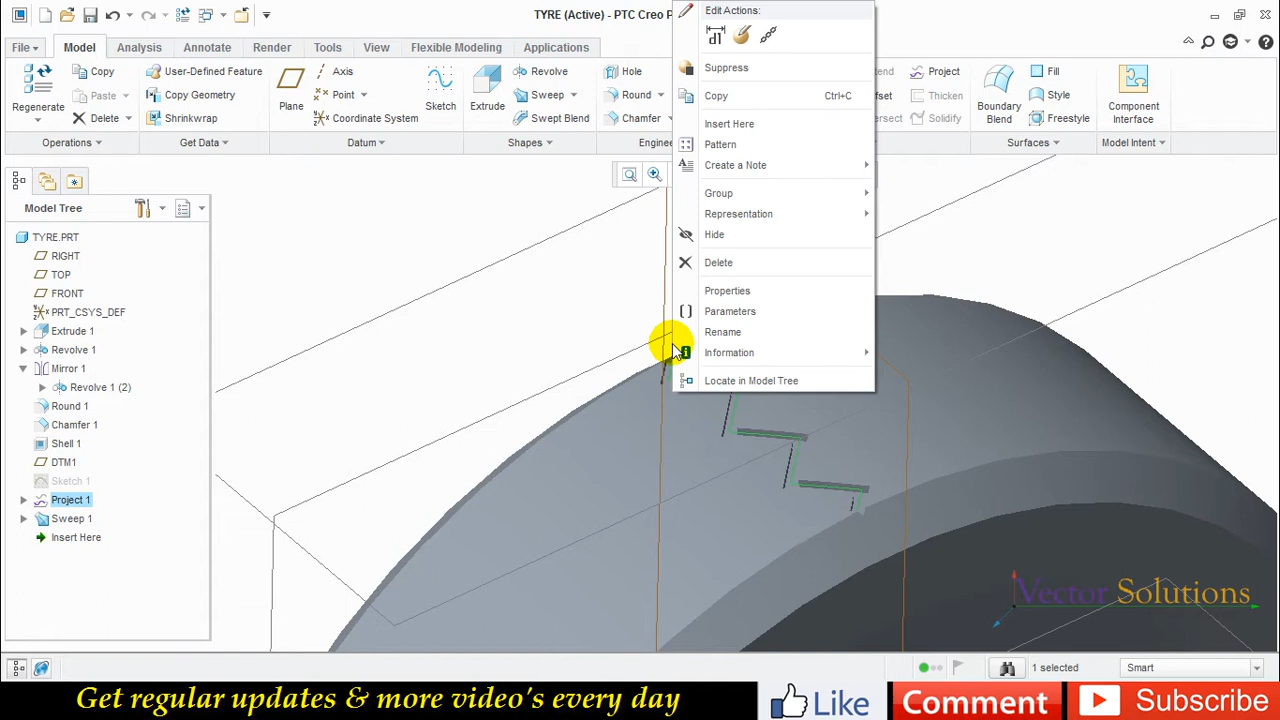 TYRE (Active) - PTC Creo P
File
Model
Analysis
Annotate
Render
Tools
View
Flexible Modeling
Applications
Regenerate
Copy
Paste
Delete
User-Defined Feature
Copy Geometry
Shrinkwrap
Plane
Axis
Point
Coordinate System
Sketch
Extrude
Revolve
Sweep
Swept Blend
Hole
Round
Chamfer
Project
Thicken
Solidify
Boundary Blend
Fill
Style
Freestyle
Component Interface
Operations
Get Data
Datum
Shapes
Engine
Surfaces
Model Intent
Edit Actions:
Suppress
Copy Ctrl+C
Insert Here
Pattern
Create a Note
Group
Representation
Hide
Delete
Properties
Parameters
Rename
Information
Locate in Model Tree
Model Tree
TYRE.PRT
RIGHT
TOP
FRONT
PRT_CSYS_DEF
Extrude 1
Revolve 1
Mirror 1
Revolve 1 (2)
Round 1
Chamfer 1
Shell 1
DTM1
Sketch 1
Project 1
Sweep 1
Insert Here
Vector Solutions
1 selected
Smart
Get regular updates & more video's every day
Like
Comment
Subscribe